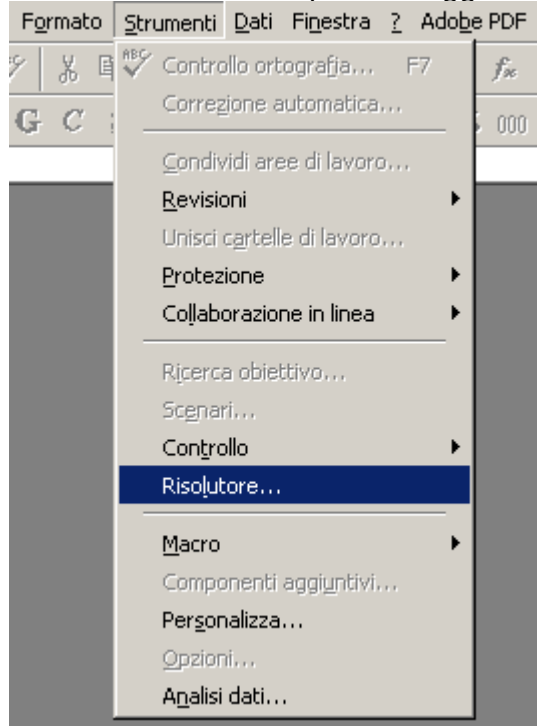 Formato Strumenti Dati Finestra ? Adobe PDF
ABC Controllo ortografia... F7
Correzione automatica...
G C 000
Condividi aree di lavoro...
Revisioni
Unisci cartelle di lavoro...
Protezione
Collaborazione in linea
Ricerca obiettivo...
Scenari...
Controllo
Risolutore...
Macro
Componenti aggiuntivi...
Personalizza...
Opzioni...
Analisi dati...